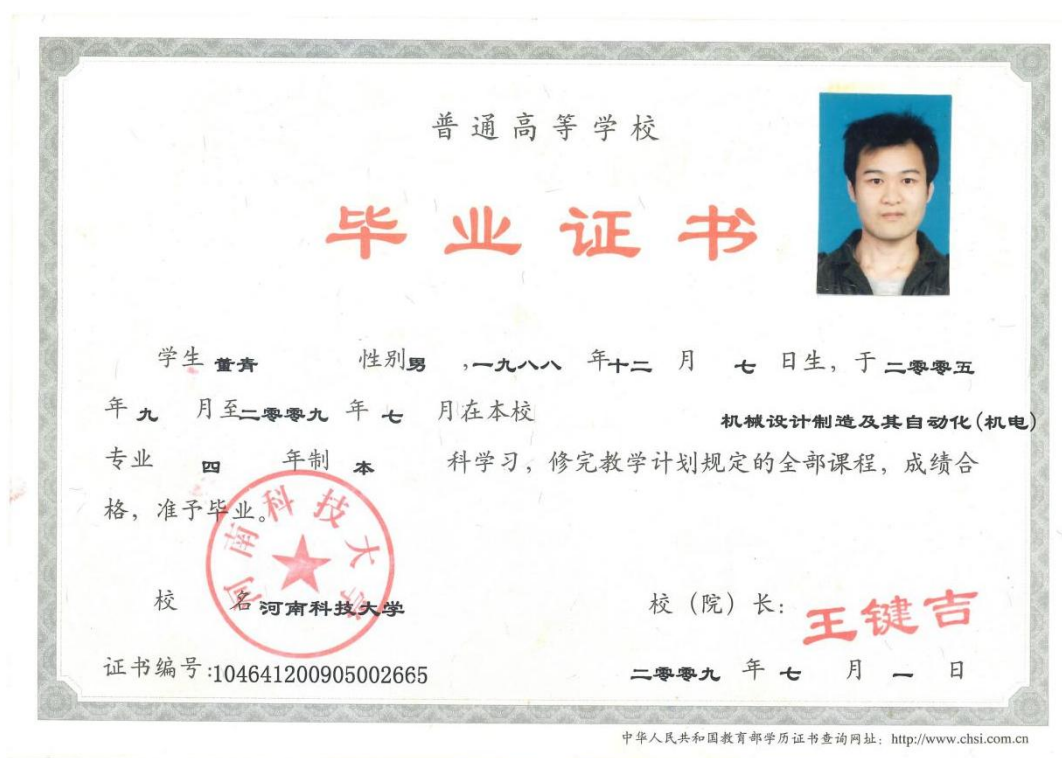 普通高等学校
毕业证书
学生 董青 性别男 ,一九八八 年十二 月 七 日生，于 二零零五
年 九 月至二零零九 年 七 月在本校 机械设计制造及其自动化(机电)
专业 四 年制 本 科学习，修完教学计划规定的全部课程，成绩合
格，准予毕业。
河南科技大学
校 名 河南科技大学 校（院）长：王键吉
证书编号:104641200905002665 二零零九 年 七 月 一 日
中华人民共和国教育部学历证书查询网址：http://www.chsi.com.cn